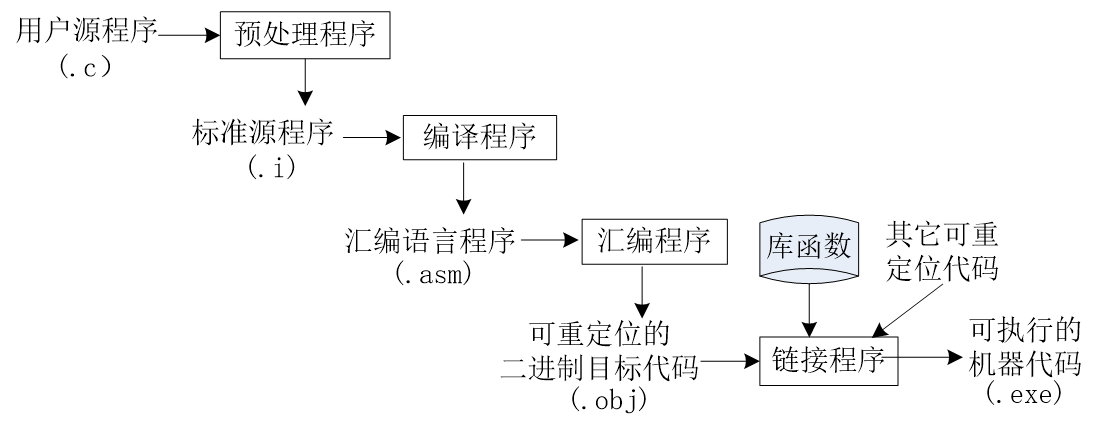 用户源程序
(.c）
预处理程序
标准源程序
(.i)
编译程序
汇编语言程序
(.asm)
汇编程序
库函数
其它可重
定位代码
可重定位的
二进制目标代码
(.obj)
链接程序
可执行的
机器代码
(.exe)